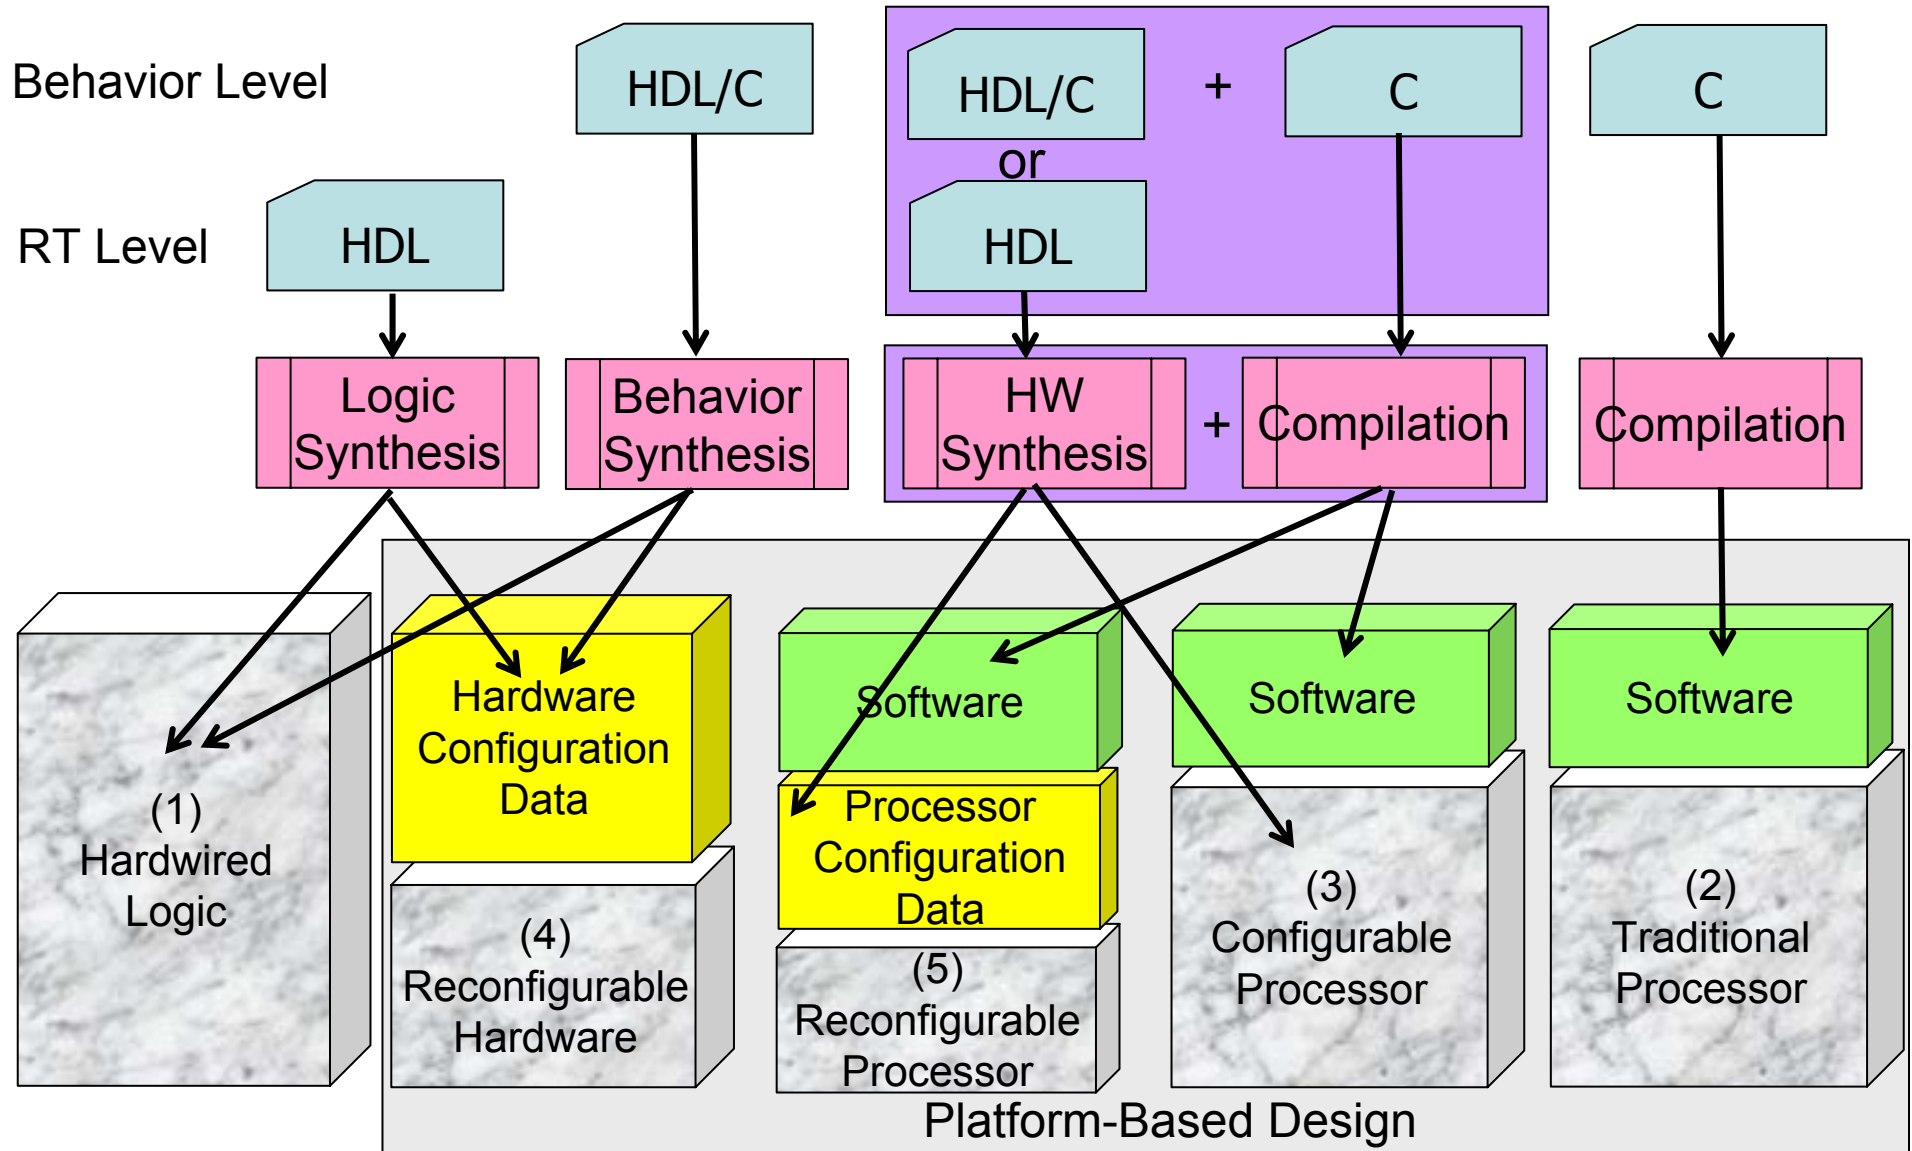 Behavior Level
HDL/C
HDL/C
+
C
C
or
RT Level
HDL
HDL
Logic
Synthesis
Behavior
Synthesis
HW
Synthesis
+
Compilation
Compilation
Hardware
Configuration
Data
Software
Software
Software
(1)
Hardwired
Logic
Processor
Configuration
Data
(4)
Reconfigurable
Hardware
(5)
Reconfigurable
Processor
(3)
Configurable
Processor
(2)
Traditional
Processor
Platform-Based Design